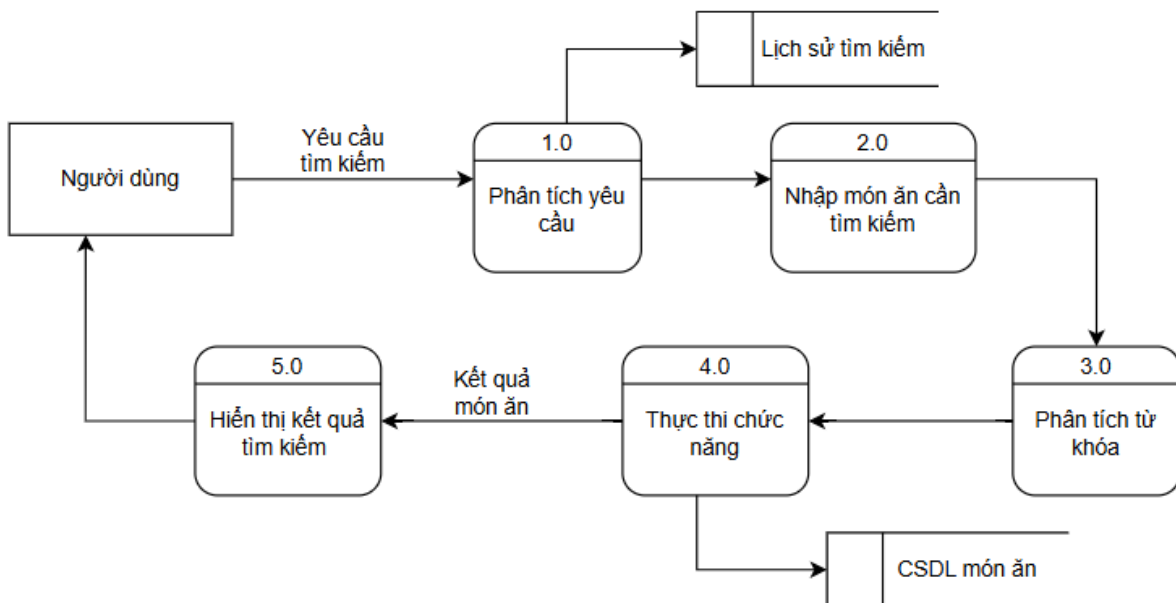 Lịch sử tìm kiếm
Người dùng
Yêu cầu
tìm kiếm
1.0
Phân tích yêu
cầu
2.0
Nhập món ăn cần
tìm kiếm
3.0
Phân tích từ
khóa
4.0
Thực thi chức
năng
Kết quả
món ăn
5.0
Hiển thị kết quả
tìm kiếm
CSDL món ăn